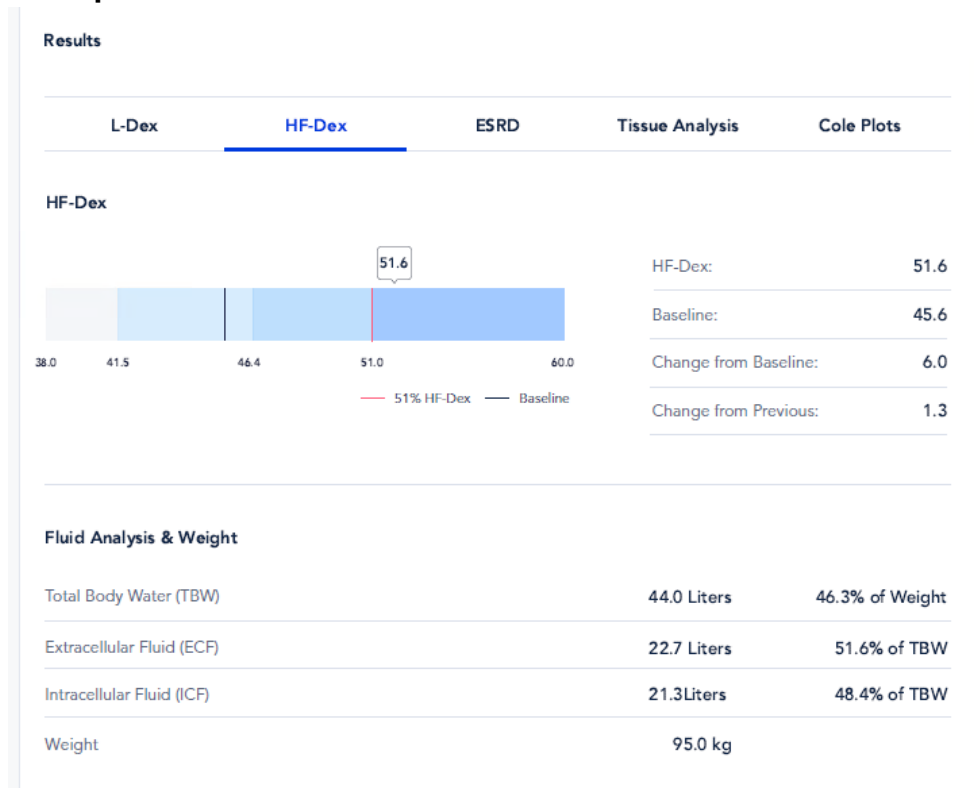 Results
L-Dex HF-Dex ESRD Tissue Analysis Cole Plots
HF-Dex
51.6
38.0 41.5 46.4 51.0 60.0
51% HF-Dex Baseline
HF-Dex: 51.6
Baseline: 45.6
Change from Baseline: 6.0
Change from Previous: 1.3
Fluid Analysis & Weight
Total Body Water (TBW) 44.0 Liters 46.3% of Weight
Extracellular Fluid (ECF) 22.7 Liters 51.6% of TBW
Intracellular Fluid (ICF) 21.3Liters 48.4% of TBW
Weight 95.0 kg